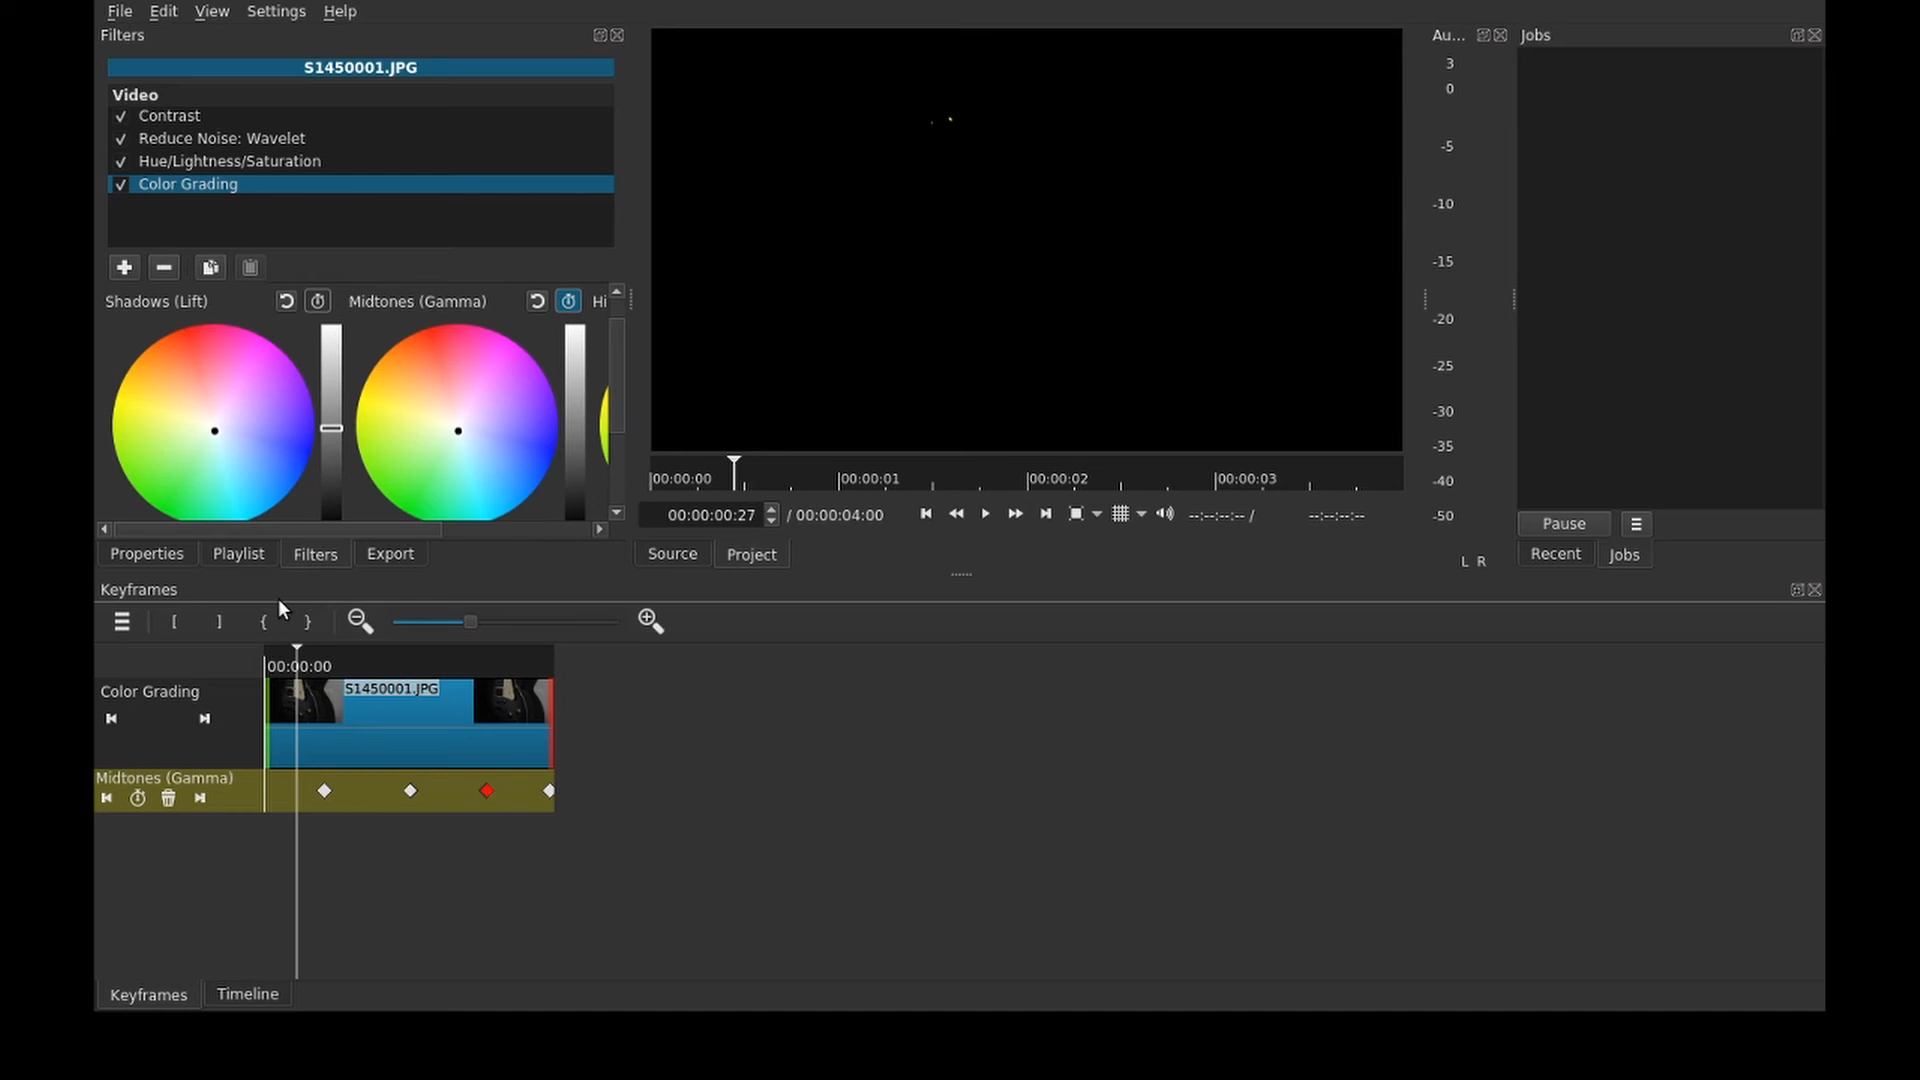 File Edit View Settings Help
Filters
S1450001.JPG
Video
Contrast
Reduce Noise: Wavelet
Hue/Lightness/Saturation
Color Grading
Shadows (Lift)
Midtones (Gamma)
Hi
Properties Playlist Filters Export
00:00:00 00:00:01 00:00:02 00:00:03
00:00:00:27 / 00:00:04:00
--:--:--:-- / --:--:--:--
Source Project
Au...
3
0
-5
-10
-15
-20
-25
-30
-35
-40
-50
L R
Jobs
Pause
Recent Jobs
Keyframes
[ ] { }
00:00:00
Color Grading
S1450001.JPG
Midtones (Gamma)
Keyframes Timeline